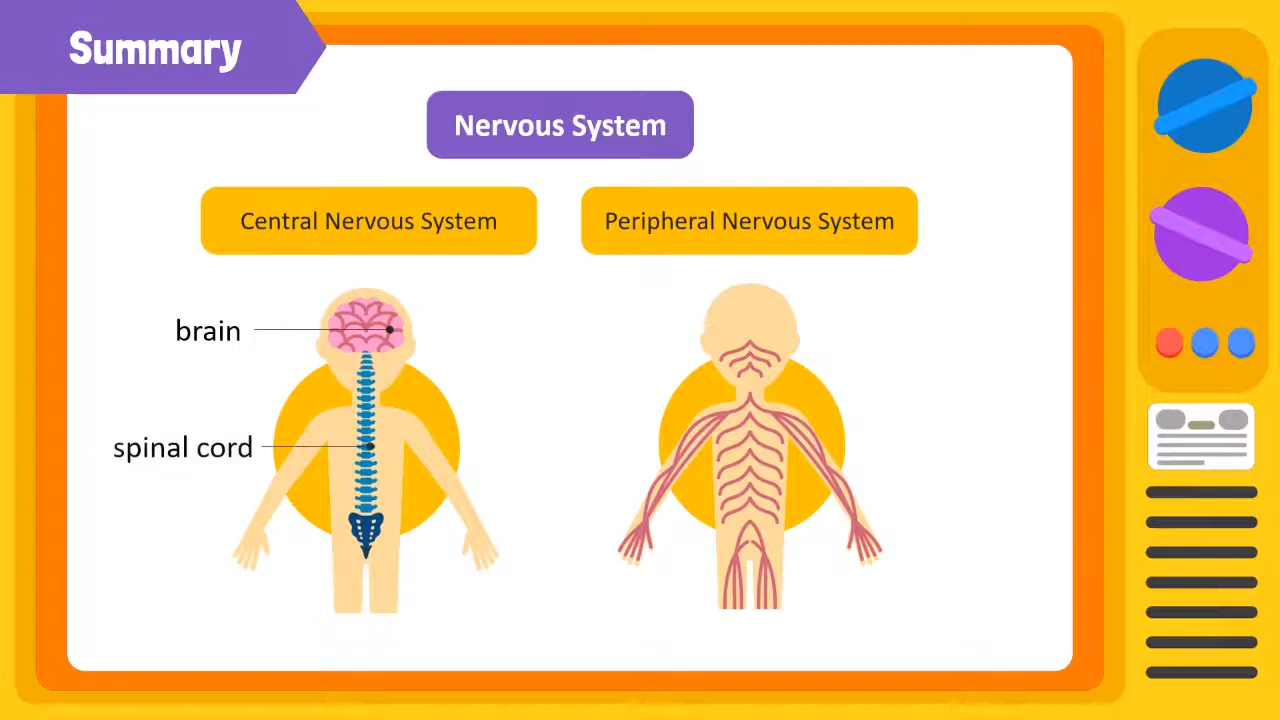 Summary
Nervous System
Central Nervous System
Peripheral Nervous System
brain
spinal cord